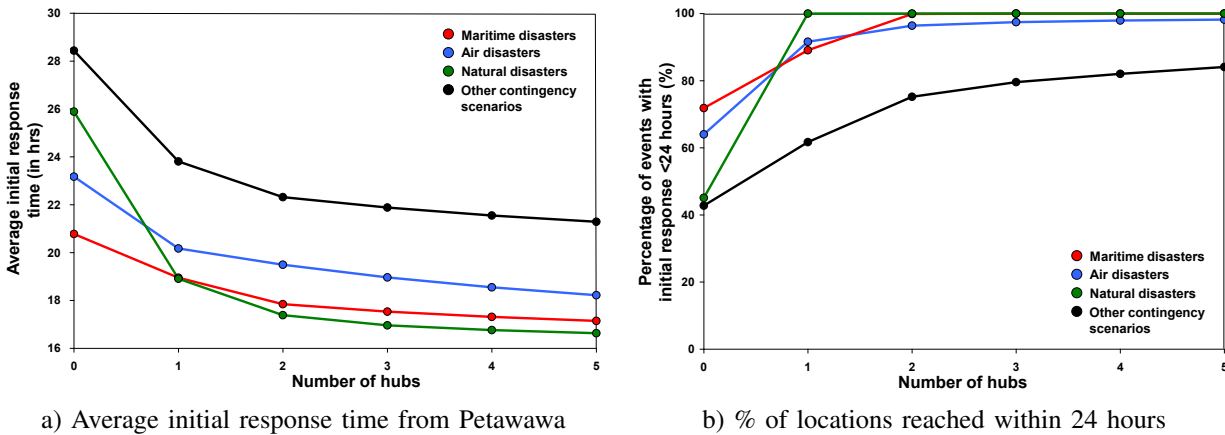 30
28
26
24
22
20
18
16
0
1
2
3
4
5
Average initial response
time (in hrs)
Number of hubs
Maritime disasters
Air disasters
Natural disasters
Other contingency
scenarios
a) Average initial response time from Petawawa
100
80
60
40
20
0
0
1
2
3
4
5
Percentage of events with
initial response <24 hours (%)
Number of hubs
Maritime disasters
Air disasters
Natural disasters
Other contingency
scenarios
b) % of locations reached within 24 hours